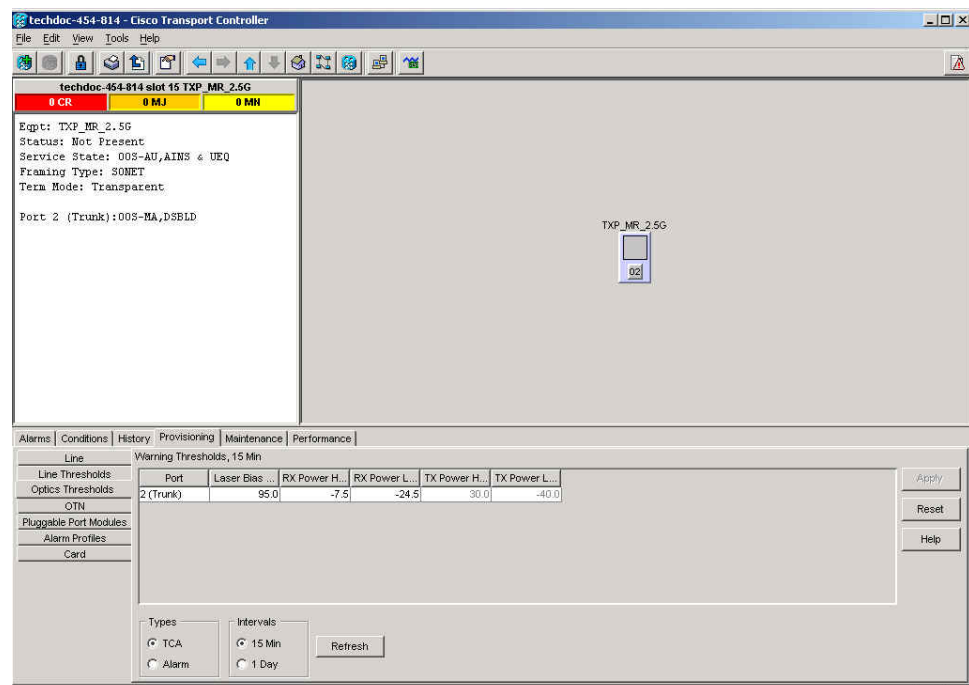 techdoc-454-814 - Cisco Transport Controller
File Edit View Tools Help
techdoc-454-814 slot 15 TXP_MR_2.5G
0 CR 0 MJ 0 MN
Eqpt: TXP_MR_2.5G
Status: Not Present
Service State: OOS-AU,AINS & UEQ
Framing Type: SONET
Term Mode: Transparent
Port 2 (Trunk):OOS-MA,DSBLD
TXP_MR_2.5G
02
Alarms Conditions History Provisioning Maintenance Performance
Line
Line Thresholds
Optics Thresholds
OTN
Pluggable Port Modules
Alarm Profiles
Card
Warning Thresholds, 15 Min
Port Laser Bias ... RX Power H... RX Power L... TX Power H... TX Power L...
2 (Trunk) 95.0 -7.5 -24.5 30.0 -40.0
Apply
Reset
Help
Types
TCA
Alarm
Intervals
15 Min
1 Day
Refresh